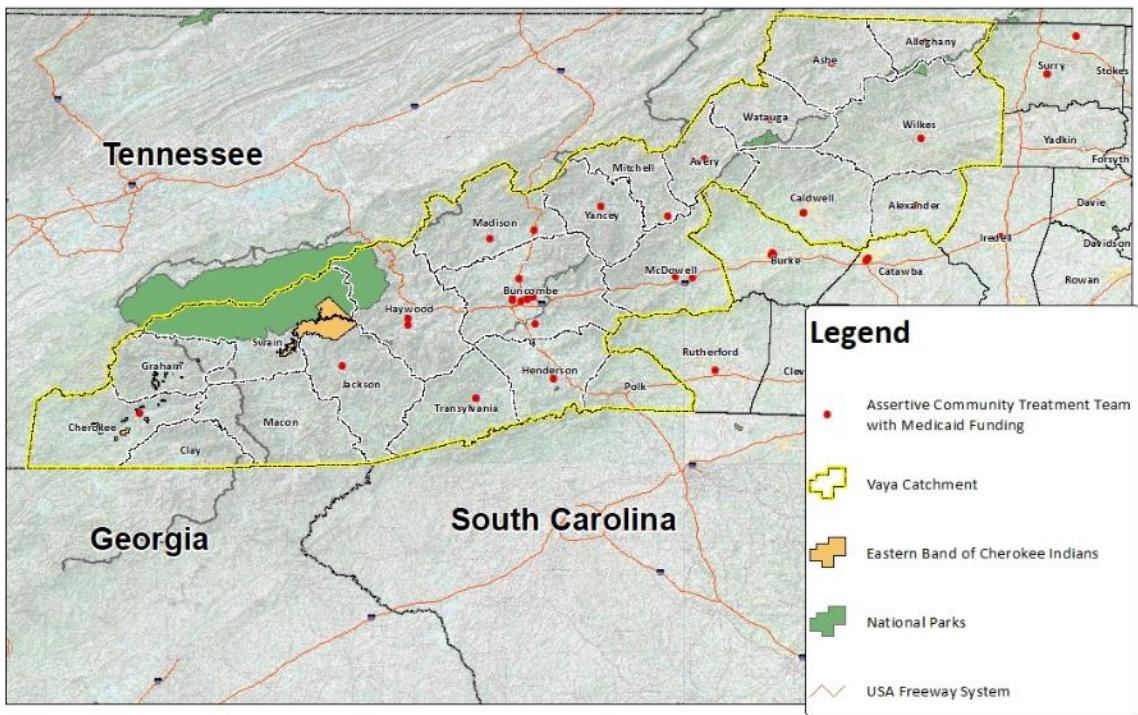 Alleghany
Ashe
Surry
Stokes
Watauga
Wilkes
Yadkin
Forsyth
Tennessee
Mitchell
Avery
Caldwell
Alexander
Davie
Madison
Yancey
Iredell
Davidson
Burke
Catawba
McDowell
Rowan
Buncombe
Haywood
Swain
Graham
Jackson
Henderson
Rutherford
Clev
Polk
Transylvania
Macon
Cherokee
Clay
Georgia
South Carolina
Legend
Assertive Community Treatment Team
with Medicaid Funding
Vaya Catchment
Eastern Band of Cherokee Indians
National Parks
USA Freeway System